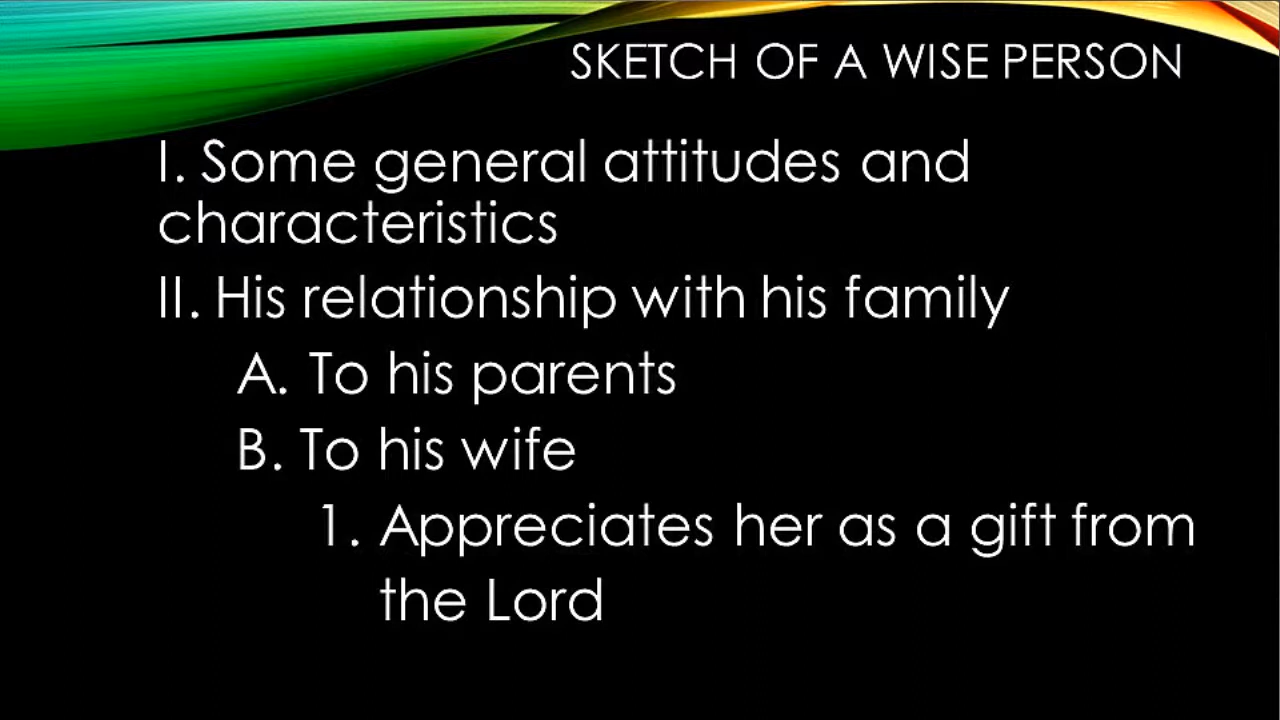 SKETCH OF A WISE PERSON
I. Some general attitudes and
characteristics
II. His relationship with his family
A. To his parents
B. To his wife
1. Appreciates her as a gift from
the Lord